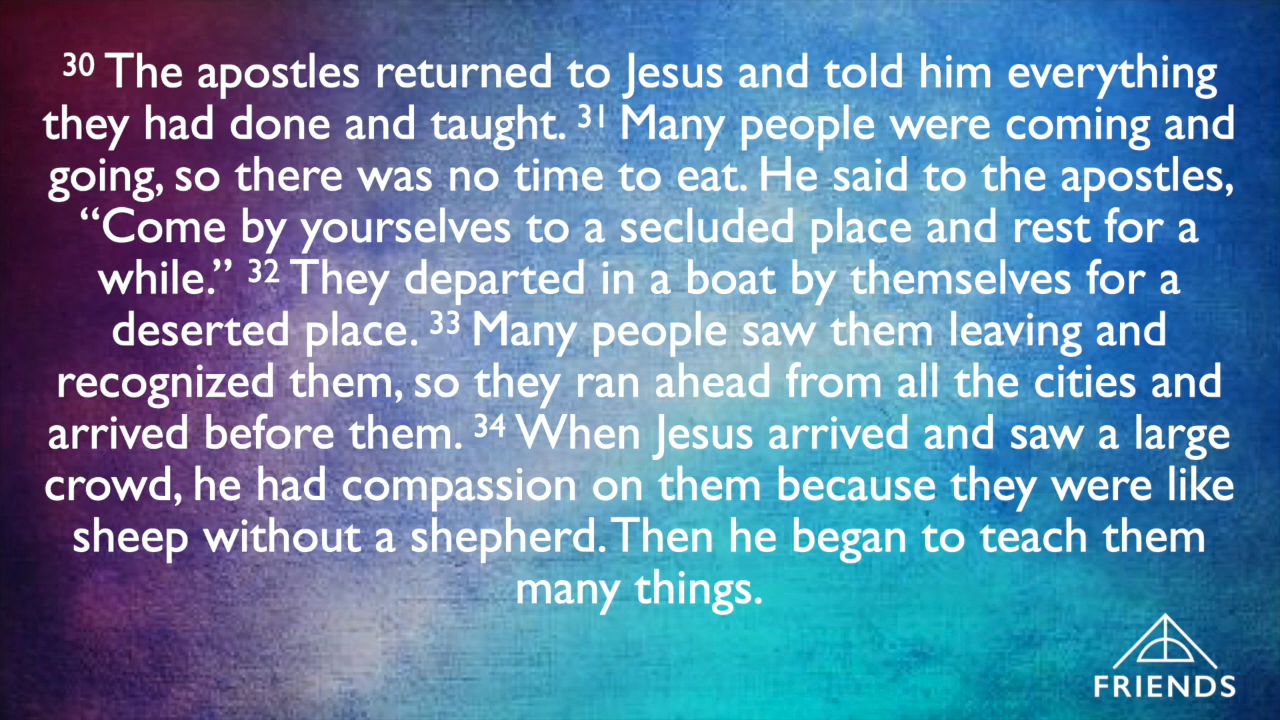 30 The apostles returned to Jesus and told him everything
they had done and taught. 31 Many people were coming and
going, so there was no time to eat. He said to the apostles,
“Come by yourselves to a secluded place and rest for a
while.” 32 They departed in a boat by themselves for a
deserted place. 33 Many people saw them leaving and
recognized them, so they ran ahead from all the cities and
arrived before them. 34 When Jesus arrived and saw a large
crowd, he had compassion on them because they were like
sheep without a shepherd. Then he began to teach them
many things.
FRIENDS